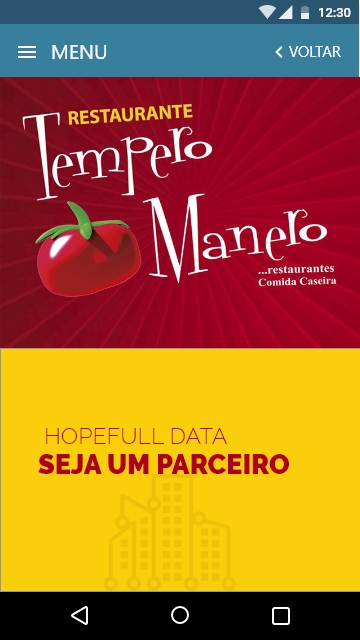 12:30
MENU
VOLTAR
RESTAURANTE
Tempero
Manero
...restaurantes
Comida Caseira
HOPEFULL DATA
SEJA UM PARCEIRO